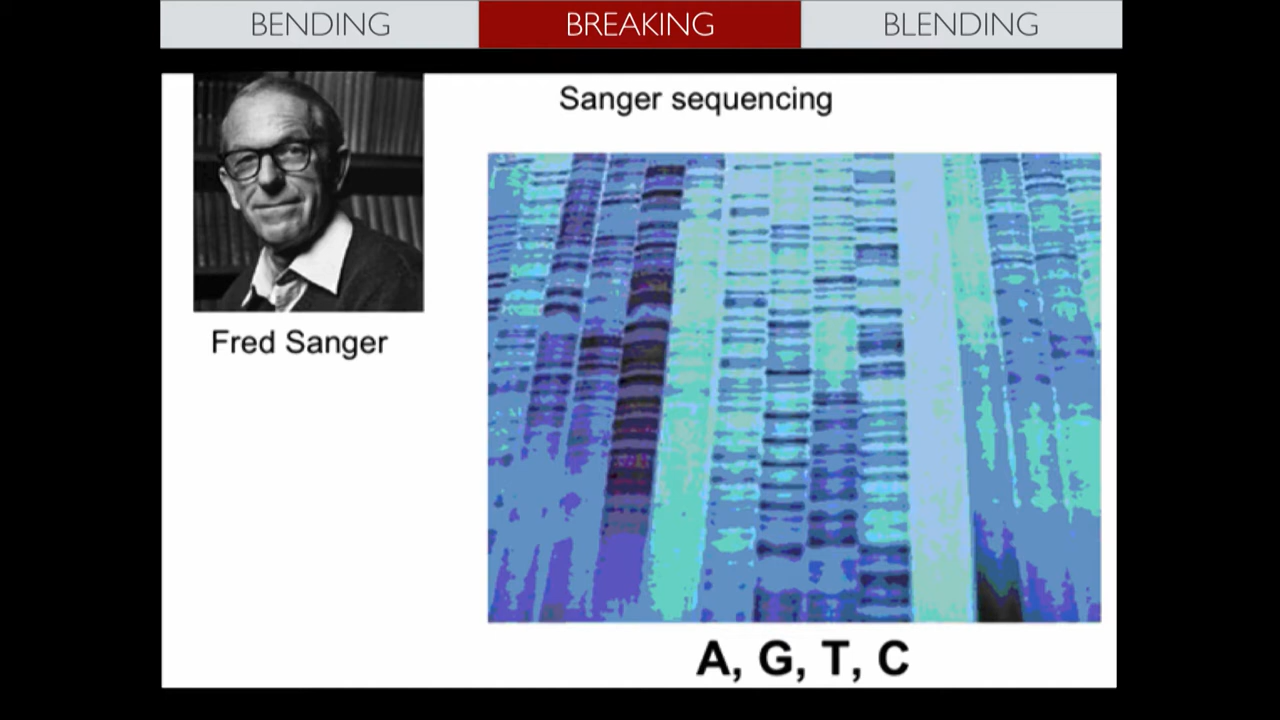 BENDING
BREAKING
BLENDING
Sanger sequencing
Fred Sanger
A, G, T, C